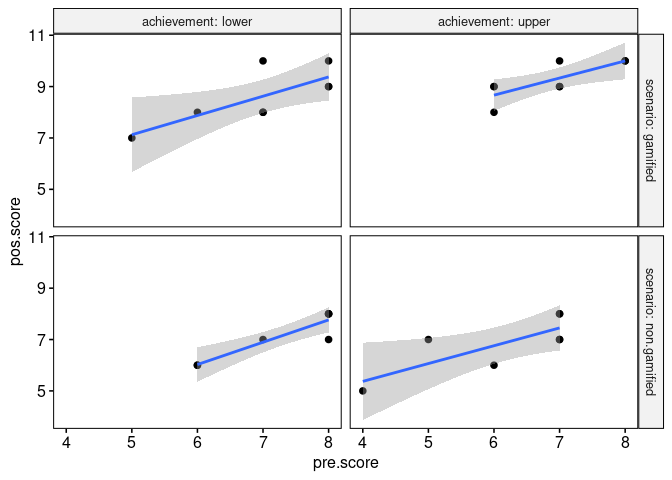 achievement: lower
achievement: upper
11
9
7
5
scenario: gamified
pos.score
11
9
7
5
scenario: non.gamified
4 5 6 7 8
4 5 6 7 8
pre.score